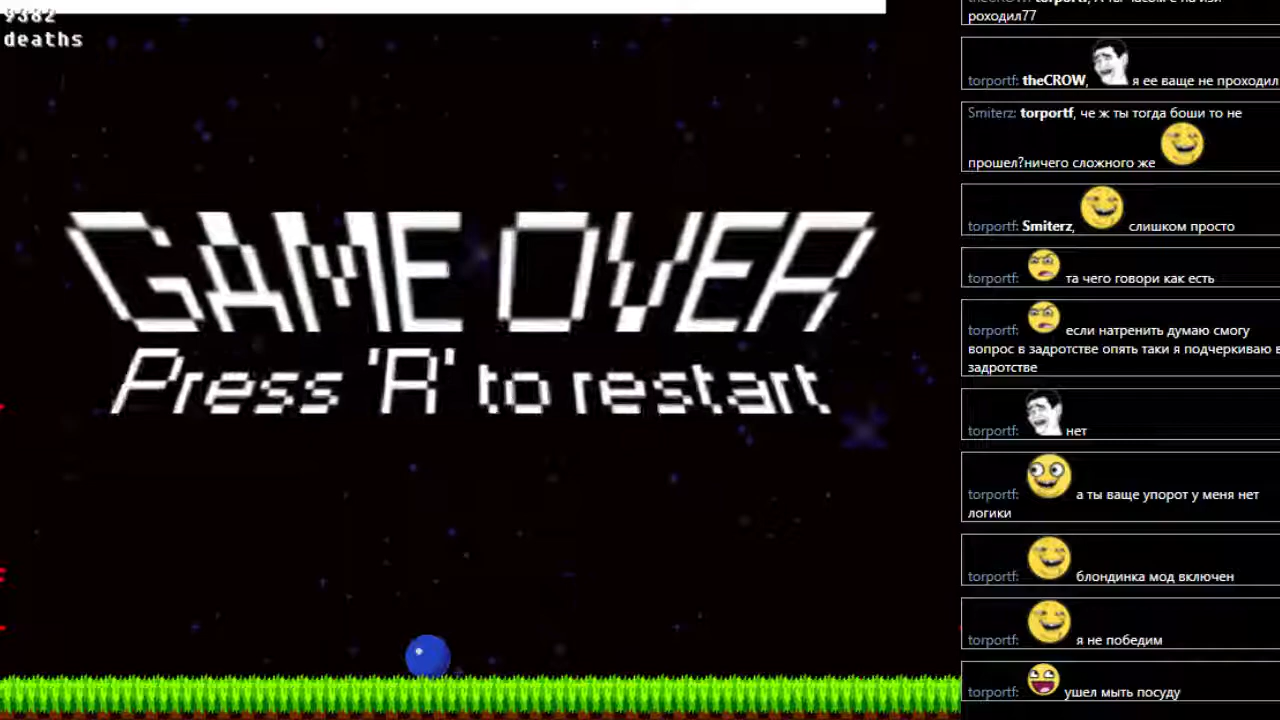 9382
deaths
GAME OVER
Press 'R' to restart
роходил77
torportf: theCROW, я ее ваще не проходил
Smiterz: torportf, че ж ты тогда боши то не
прошел?ничего сложного же
torportf: Smiterz, слишком просто
torportf: та чего говори как есть
torportf: если натренить думаю смогу
вопрос в задротстве опять таки я подчеркиваю в
задротстве
torportf: нет
torportf: а ты ваще упорот у меня нет
логики
torportf: блондинка мод включен
torportf: я не победим
torportf: ушел мыть посуду